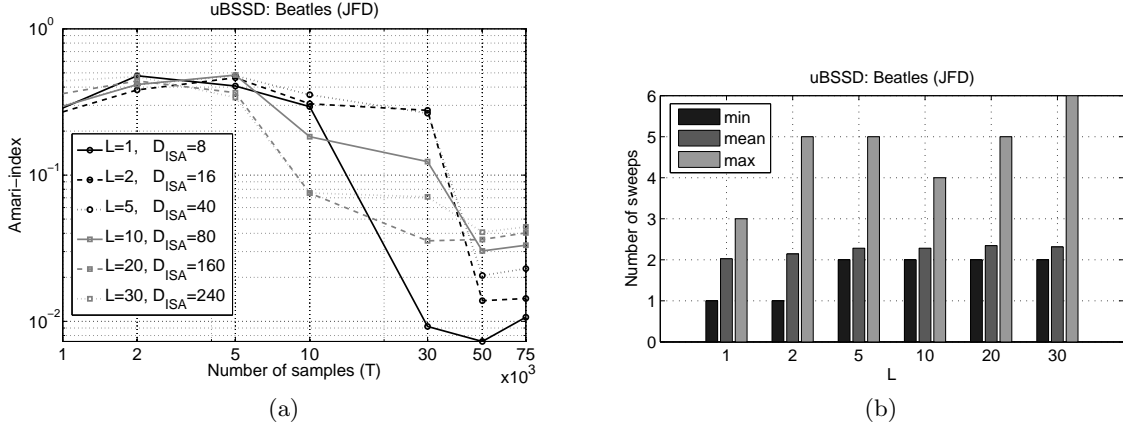 uBSSD: Beatles (JFD)
10^0
10^−1
10^−2
Amari−index
L=1, D_ISA=8
L=2, D_ISA=16
L=5, D_ISA=40
L=10, D_ISA=80
L=20, D_ISA=160
L=30, D_ISA=240
1 2 5 10 30 50 75
Number of samples (T)
x10^3
(a)
uBSSD: Beatles (JFD)
6
5
4
3
2
1
0
Number of sweeps
min
mean
max
1 2 5 10 20 30
L
(b)